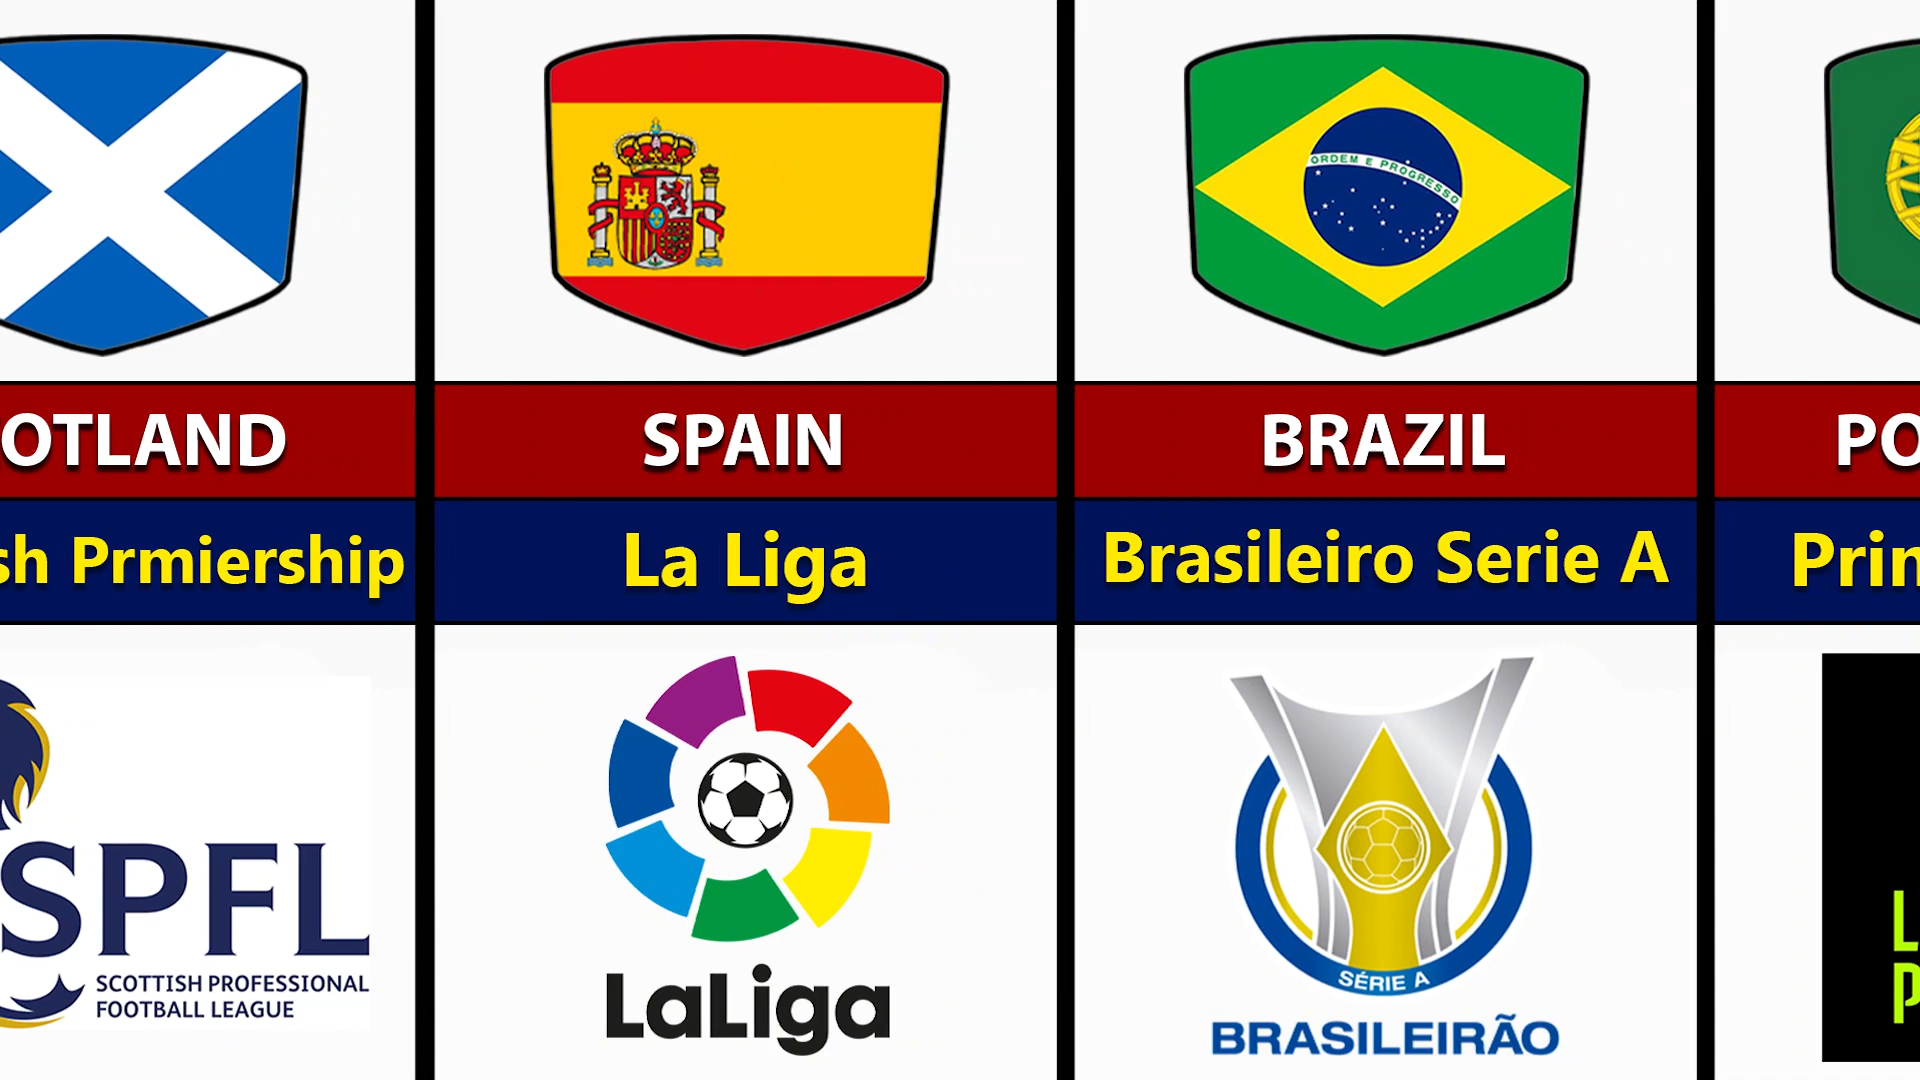 ORDEM E PROGRESSO
OTLAND
SPAIN
BRAZIL
PO
sh Prmiership
La Liga
Brasileiro Serie A
Prin
SPFL
SCOTTISH PROFESSIONAL
FOOTBALL LEAGUE
LaLiga
SÉRIE A
BRASILEIRÃO
L
P